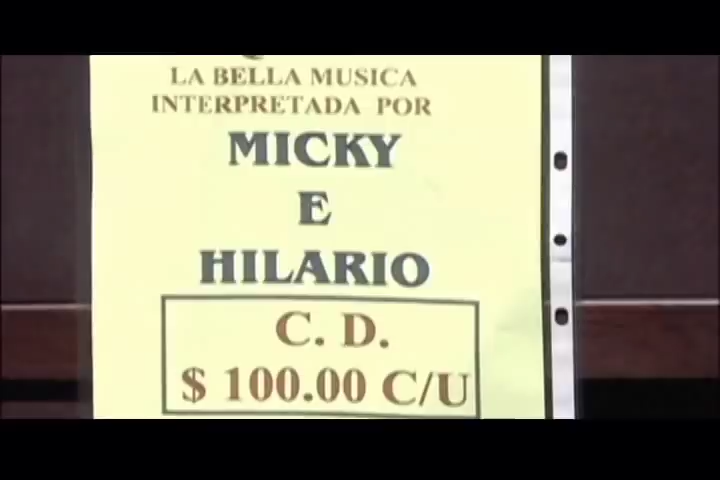 LA BELLA MUSICA
INTERPRETADA POR
MICKY
E
HILARIO
C. D.
$ 100.00 C/U